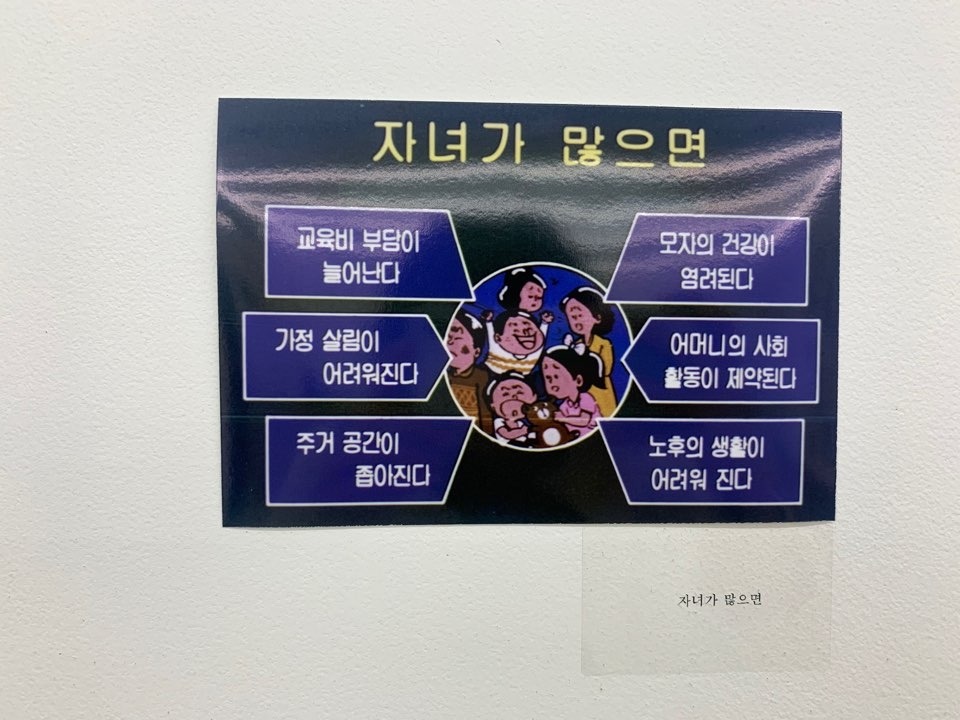 자녀가 많으면
교육비 부담이
늘어난다
가정 살림이
어려워진다
주거 공간이
좁아진다
모자의 건강이
염려된다
어머니의 사회
활동이 제약된다
노후의 생활이
어려워 진다
자녀가 많으면